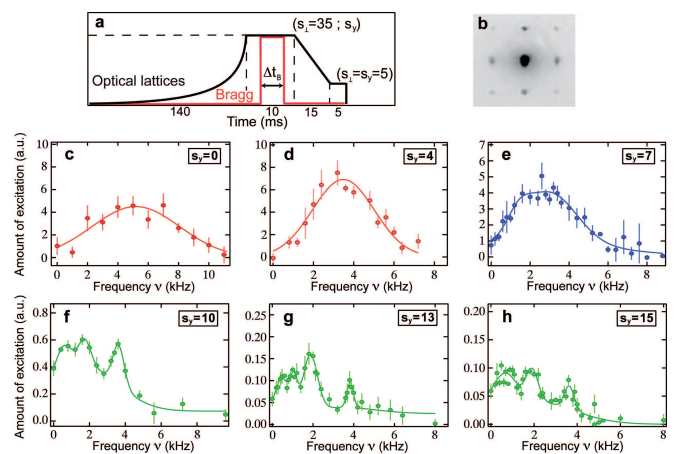 a
(s⊥=35 ; sy)
(s⊥=sy=5)
Optical lattices
ΔtB
Bragg
140 10 15 5
Time (ms)
b
c
sy=0
Amount of excitation (a.u.)
10
8
6
4
2
0
0 2 4 6 8 10
Frequency ν (kHz)
d
sy=4
8
6
4
2
0
0 2 4 6 8
Frequency ν (kHz)
e
sy=7
7
6
5
4
3
2
1
0
0 2 4 6 8
Frequency ν (kHz)
f
sy=10
Amount of excitation (a.u.)
0.8
0.6
0.4
0.2
0.0
0 2 4 6 8
Frequency ν (kHz)
g
sy=13
0.25
0.20
0.15
0.10
0.05
0.00
0 2 4 6 8
Frequency ν (kHz)
h
sy=15
0.20
0.15
0.10
0.05
0.00
0 2 4 6 8 10
Frequency ν (kHz)